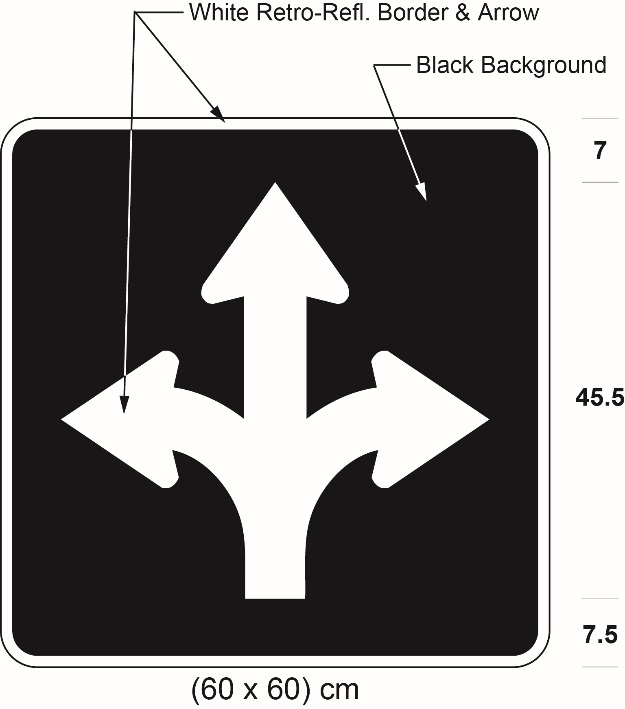 White Retro-Refl. Border & Arrow
Black Background
7
45.5
7.5
(60 x 60) cm